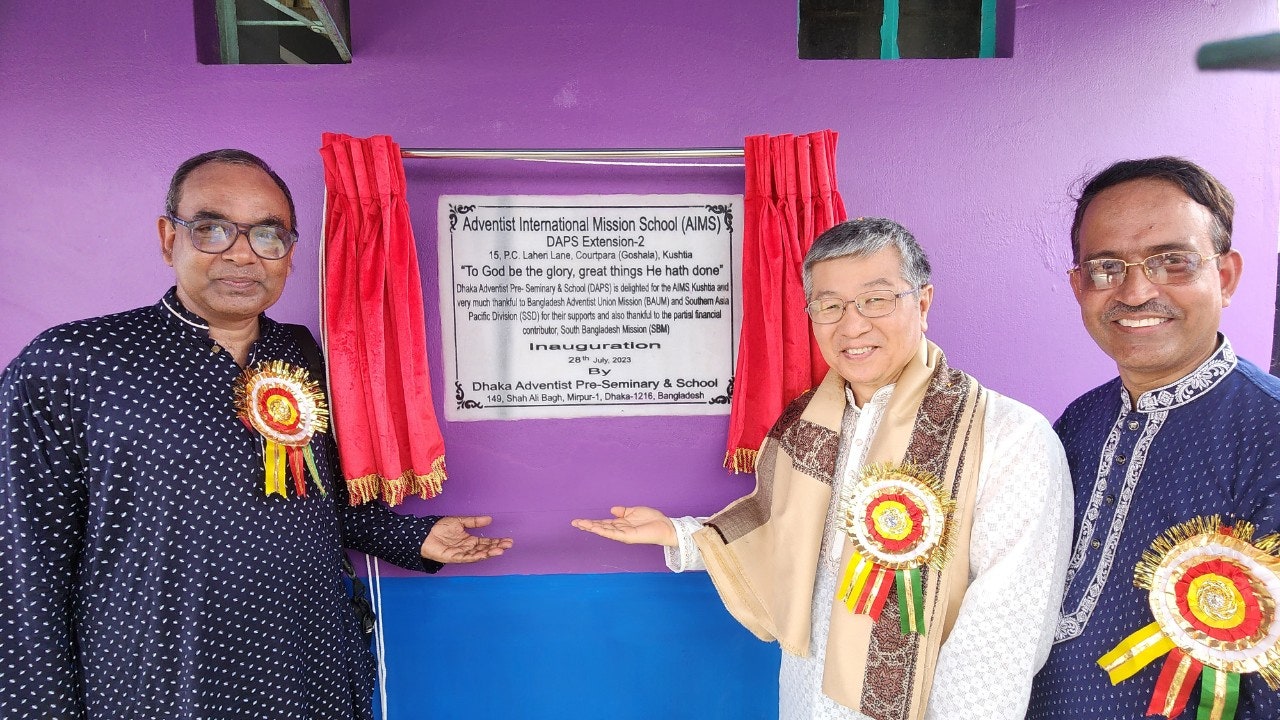 Adventist International Mission School (AIMS)
DAPS Extension-2
15, P.C. Laheri Lane, Courtpara (Goshala), Kushtia
"To God be the glory, great things He hath done"
Dhaka Adventist Pre- Seminary & School (DAPS) is delighted for the AIMS Kushtia and
very much thankful to Bangladesh Adventist Union Mission (BAUM) and Southern Asia
Pacific Division (SSD) for their supports and also thankful to the partial financial
contributor, South Bangladesh Mission (SBM)
Inauguration
28th July, 2023
By
Dhaka Adventist Pre-Seminary & School
149, Shah Ali Bagh, Mirpur-1, Dhaka-1216, Bangladesh